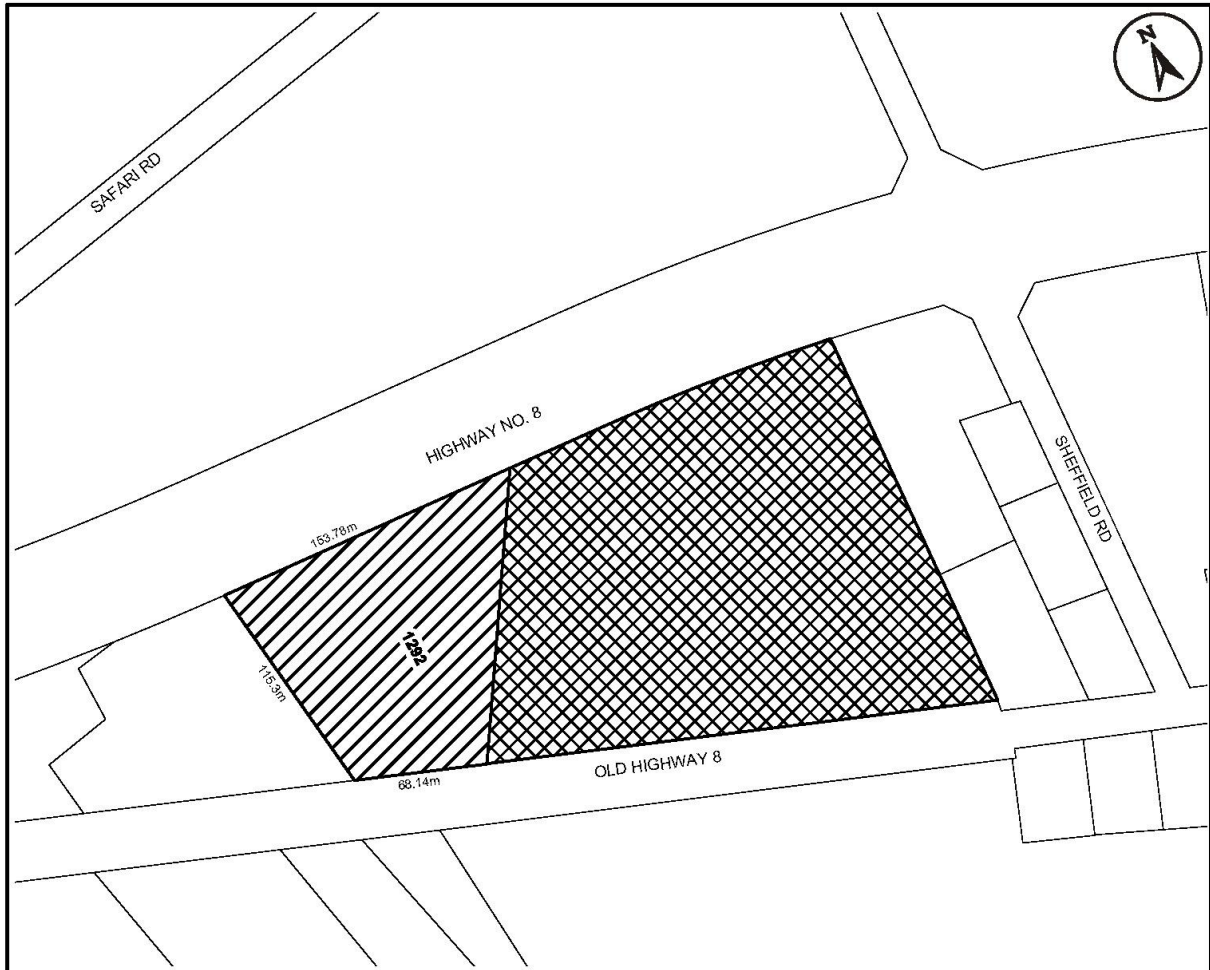 N
SAFARI RD
HIGHWAY NO. 8
SHEFFIELD RD
153.78m
1292
115.3m
OLD HIGHWAY 8
68.14m